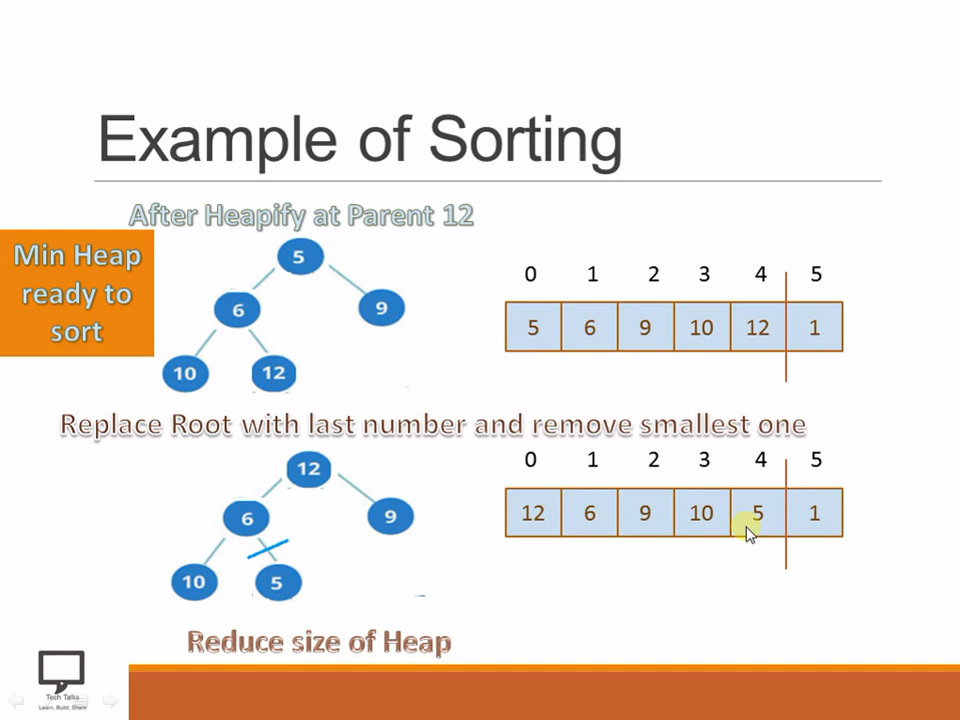 Example of Sorting
After Heapify at Parent 12
Min Heap
ready to
sort
5
6
9
10
12
0 1 2 3 4 5
5 6 9 10 12 1
Replace Root with last number and remove smallest one
12
6
9
10
5
0 1 2 3 4 5
12 6 9 10 5 1
Reduce size of Heap
Tech Talks
Learn, Build, Share